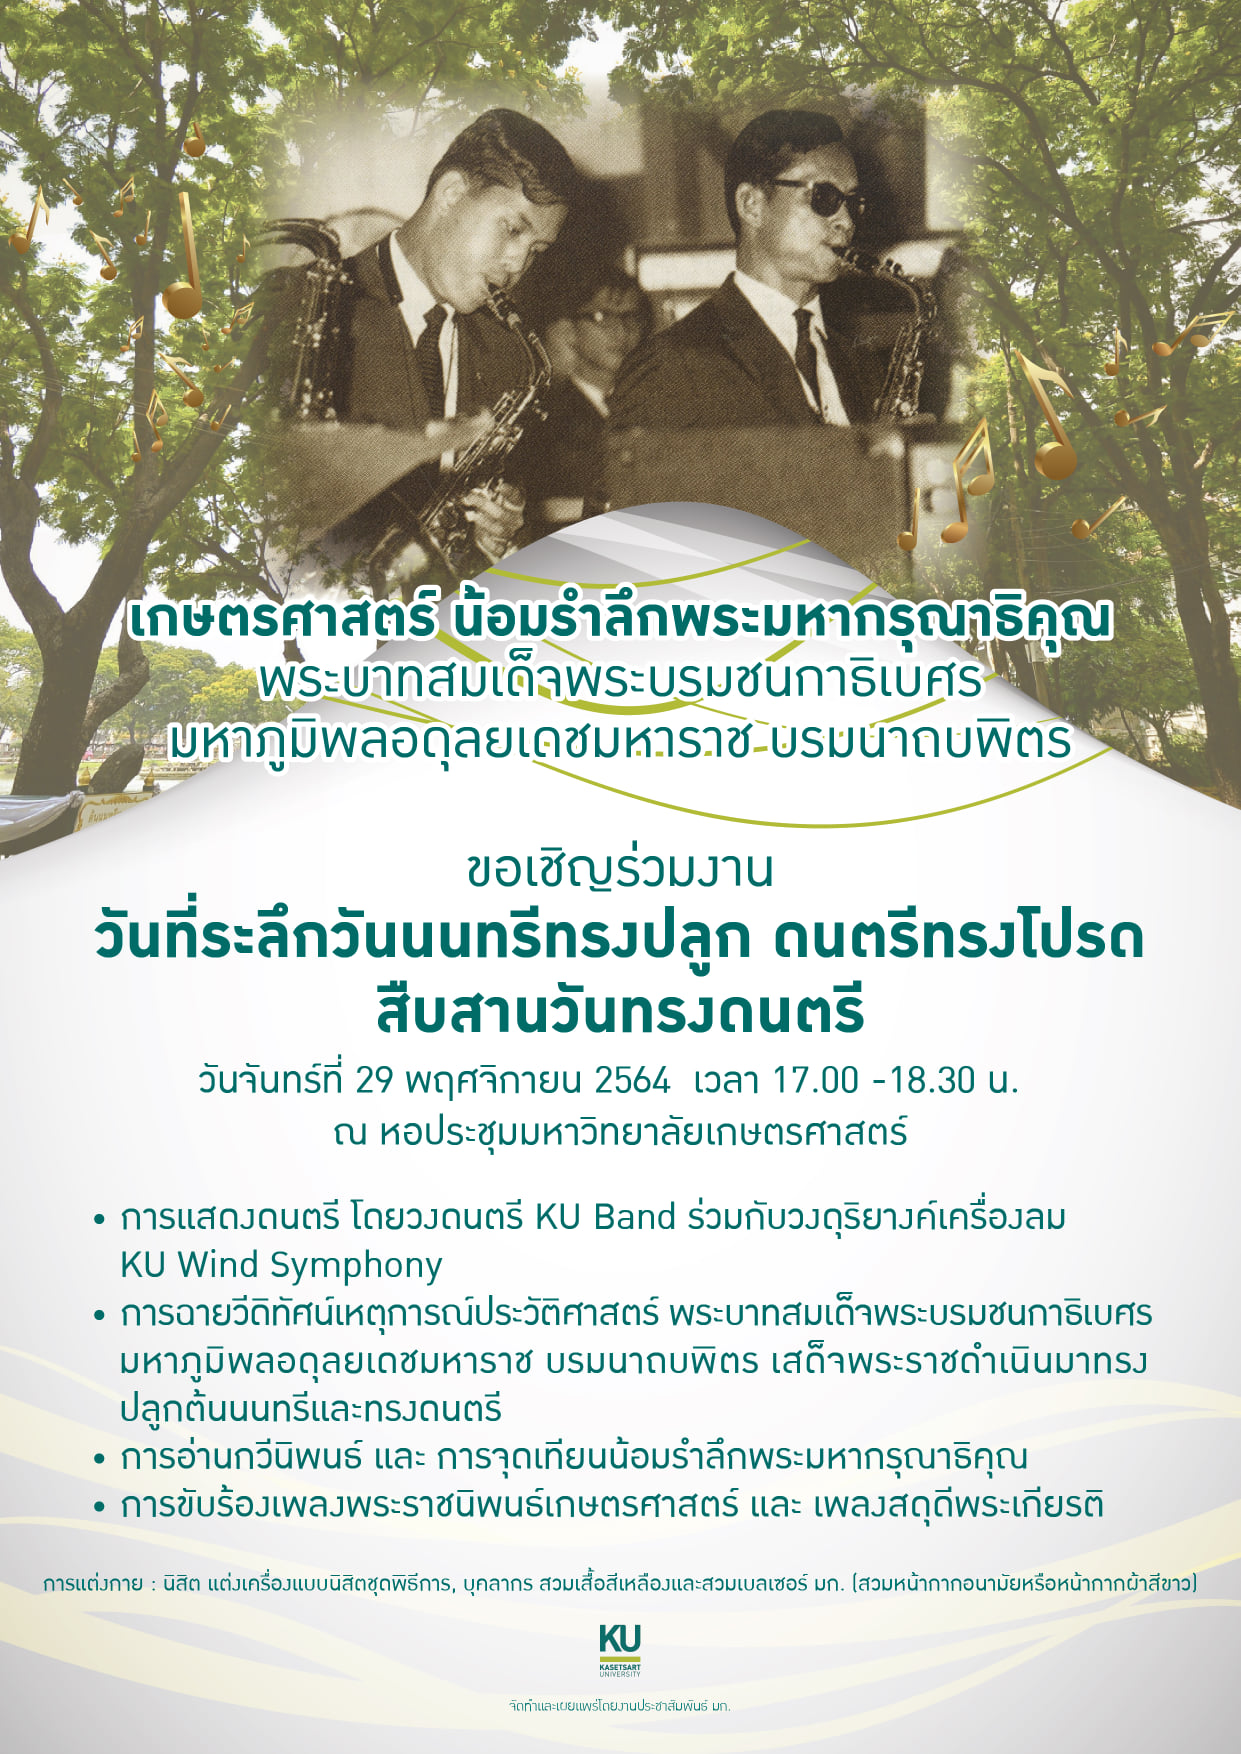 เกษตรศาสตร์ น้อมรำลึกพระมหากรุณาธิคุณ
พระบาทสมเด็จพระบรมชนกาธิเบศร
มหาภูมิพลอดุลยเดชมหาราช บรมนาถบพิตร
ขอเชิญร่วมงาน
วันที่ระลึกวันนนทรีทรงปลูก ดนตรีทรงโปรด
สืบสานวันทรงดนตรี
วันจันทร์ที่ 29 พฤศจิกายน 2564 เวลา 17.00 -18.30 น.
ณ หอประชุมมหาวิทยาลัยเกษตรศาสตร์
• การแสดงดนตรี โดยวงดนตรี KU Band ร่วมกับวงดุริยางค์เครื่องลม
KU Wind Symphony
• การฉายวีดิทัศน์เหตุการณ์ประวัติศาสตร์ พระบาทสมเด็จพระบรมชนกาธิเบศร
มหาภูมิพลอดุลยเดชมหาราช บรมนาถบพิตร เสด็จพระราชดำเนินมาทรง
ปลูกต้นนนทรีและทรงดนตรี
• การอ่านกวีนิพนธ์ และ การจุดเทียนน้อมรำลึกพระมหากรุณาธิคุณ
• การขับร้องเพลงพระราชนิพนธ์เกษตรศาสตร์ และ เพลงสดุดีพระเกียรติ
การแต่งกาย : นิสิต แต่งเครื่องแบบนิสิตชุดพิธีการ, บุคลากร สวมเสื้อสีเหลืองและสวมเบลเซอร์ มก. (สวมหน้ากากอนามัยหรือหน้ากากผ้าสีขาว)
KU
KASETSART
UNIVERSITY
จัดทำและเผยแพร่โดยงานประชาสัมพันธ์ มก.